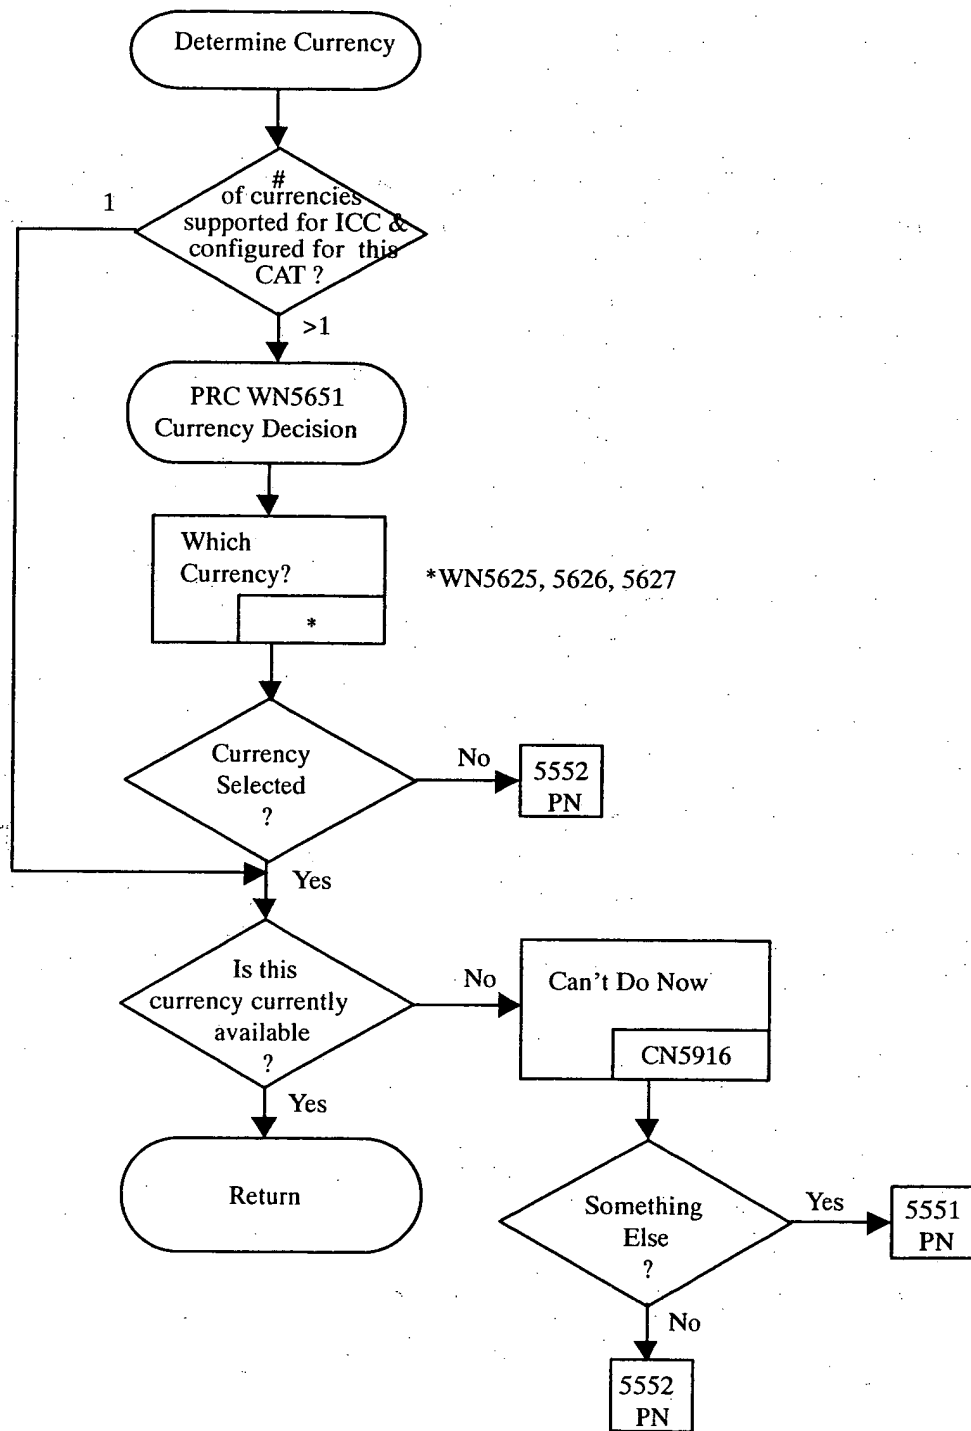 Determine Currency
#
of currencies
supported for ICC &
configured for this
CAT ?
1
>1
PRC WN5651
Currency Decision
Which
Currency?
*
*WN5625, 5626, 5627
Currency
Selected
?
No
5552
PN
Yes
Is this
currency currently
available
?
No
Can't Do Now
CN5916
Yes
Return
Something
Else
?
Yes
5551
PN
No
5552
PN